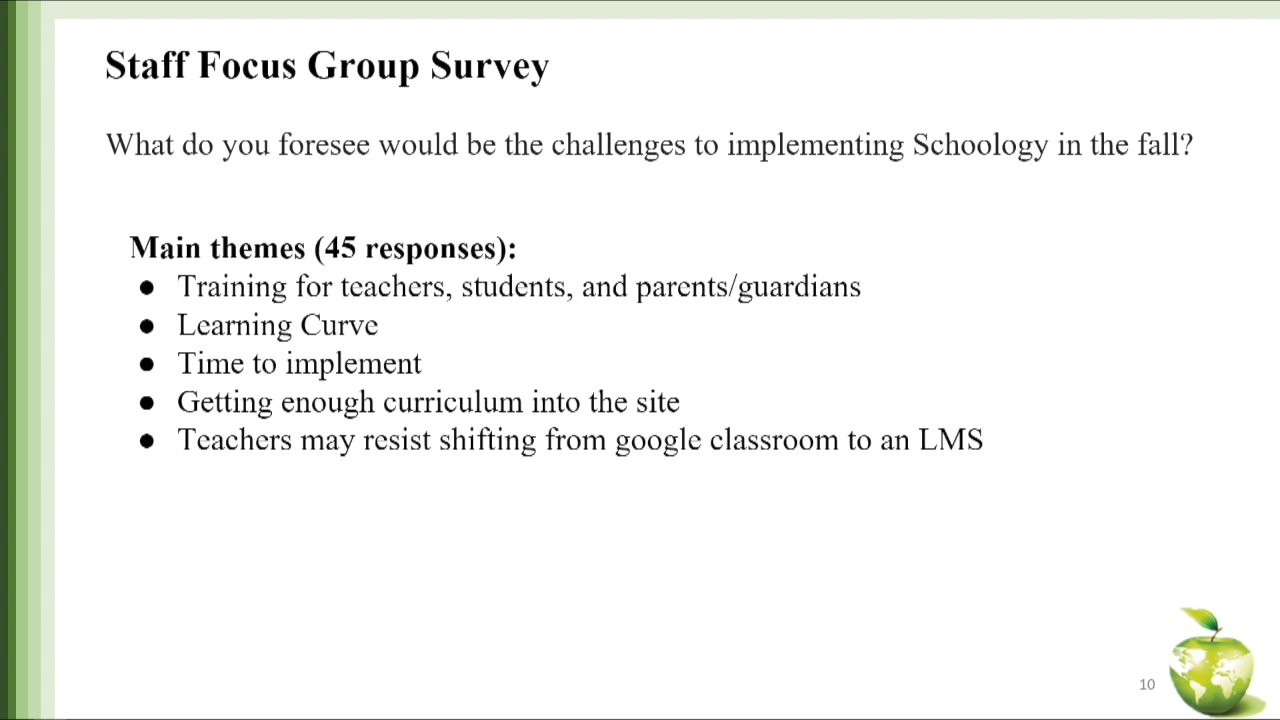 Staff Focus Group Survey
What do you foresee would be the challenges to implementing Schoology in the fall?
Main themes (45 responses):
● Training for teachers, students, and parents/guardians
● Learning Curve
● Time to implement
● Getting enough curriculum into the site
● Teachers may resist shifting from google classroom to an LMS
10